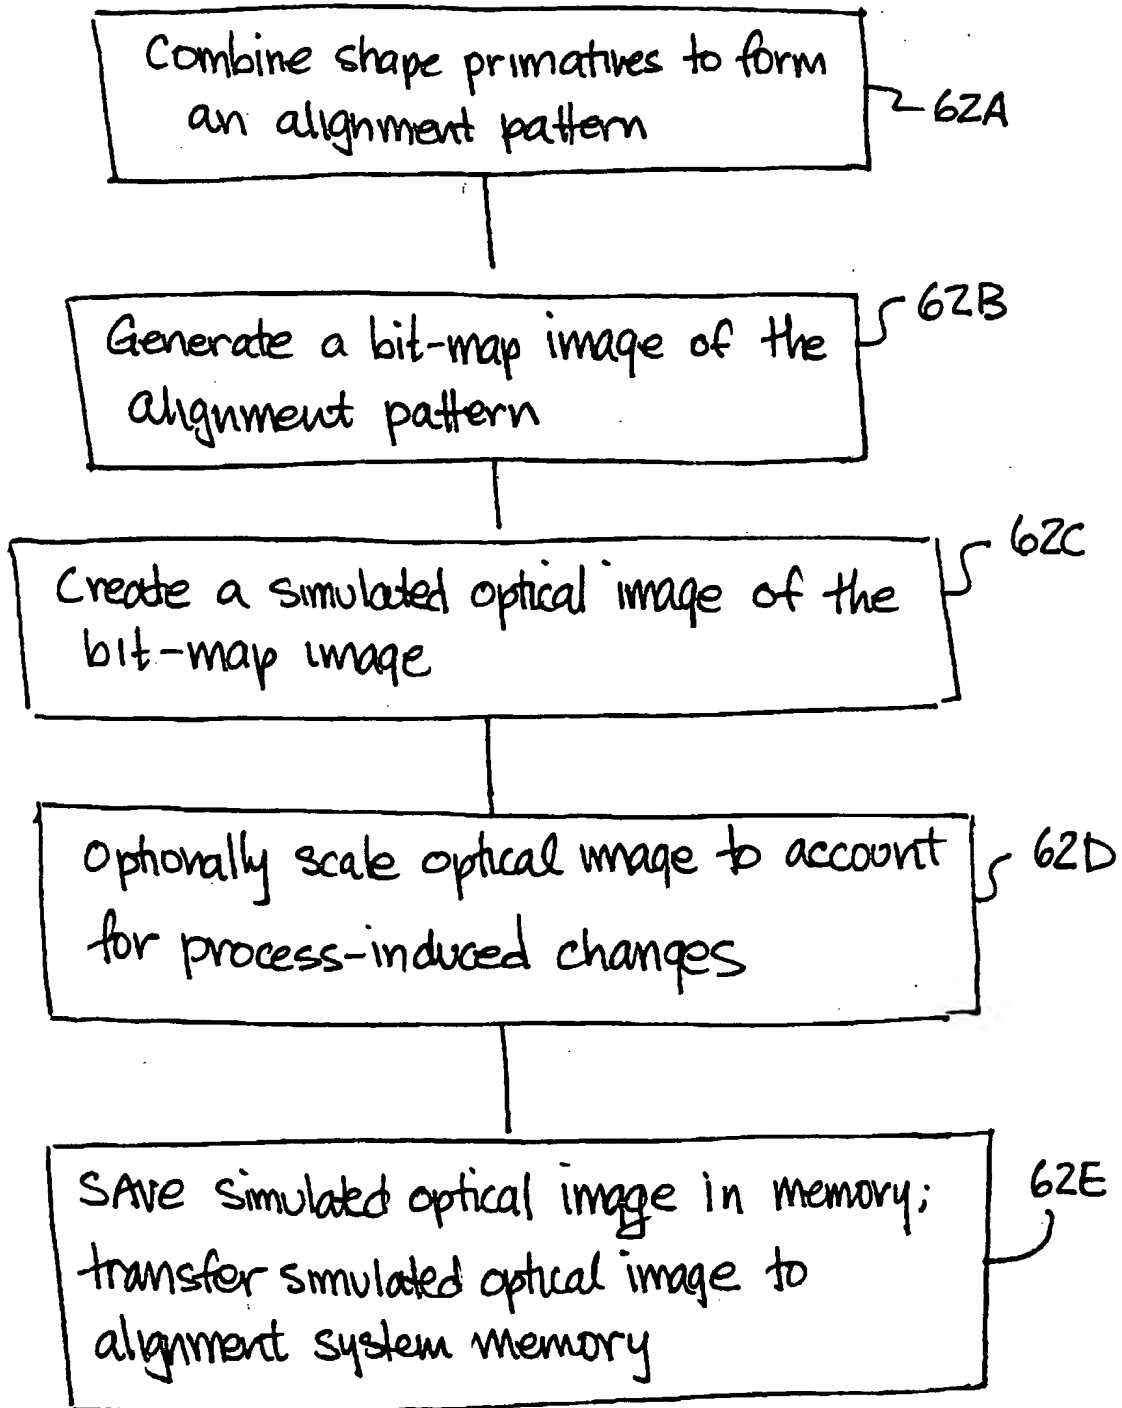 Combine shape primatives to form
an alignment pattern
62A
62B
Generate a bit-map image of the
alignment pattern
62C
Create a simulated optical image of the
bit-map image
Optionally scale optical image to account
for process-induced changes
62D
SAve simulated optical image in memory;
transfer simulated optical image to
alignment system memory
62E